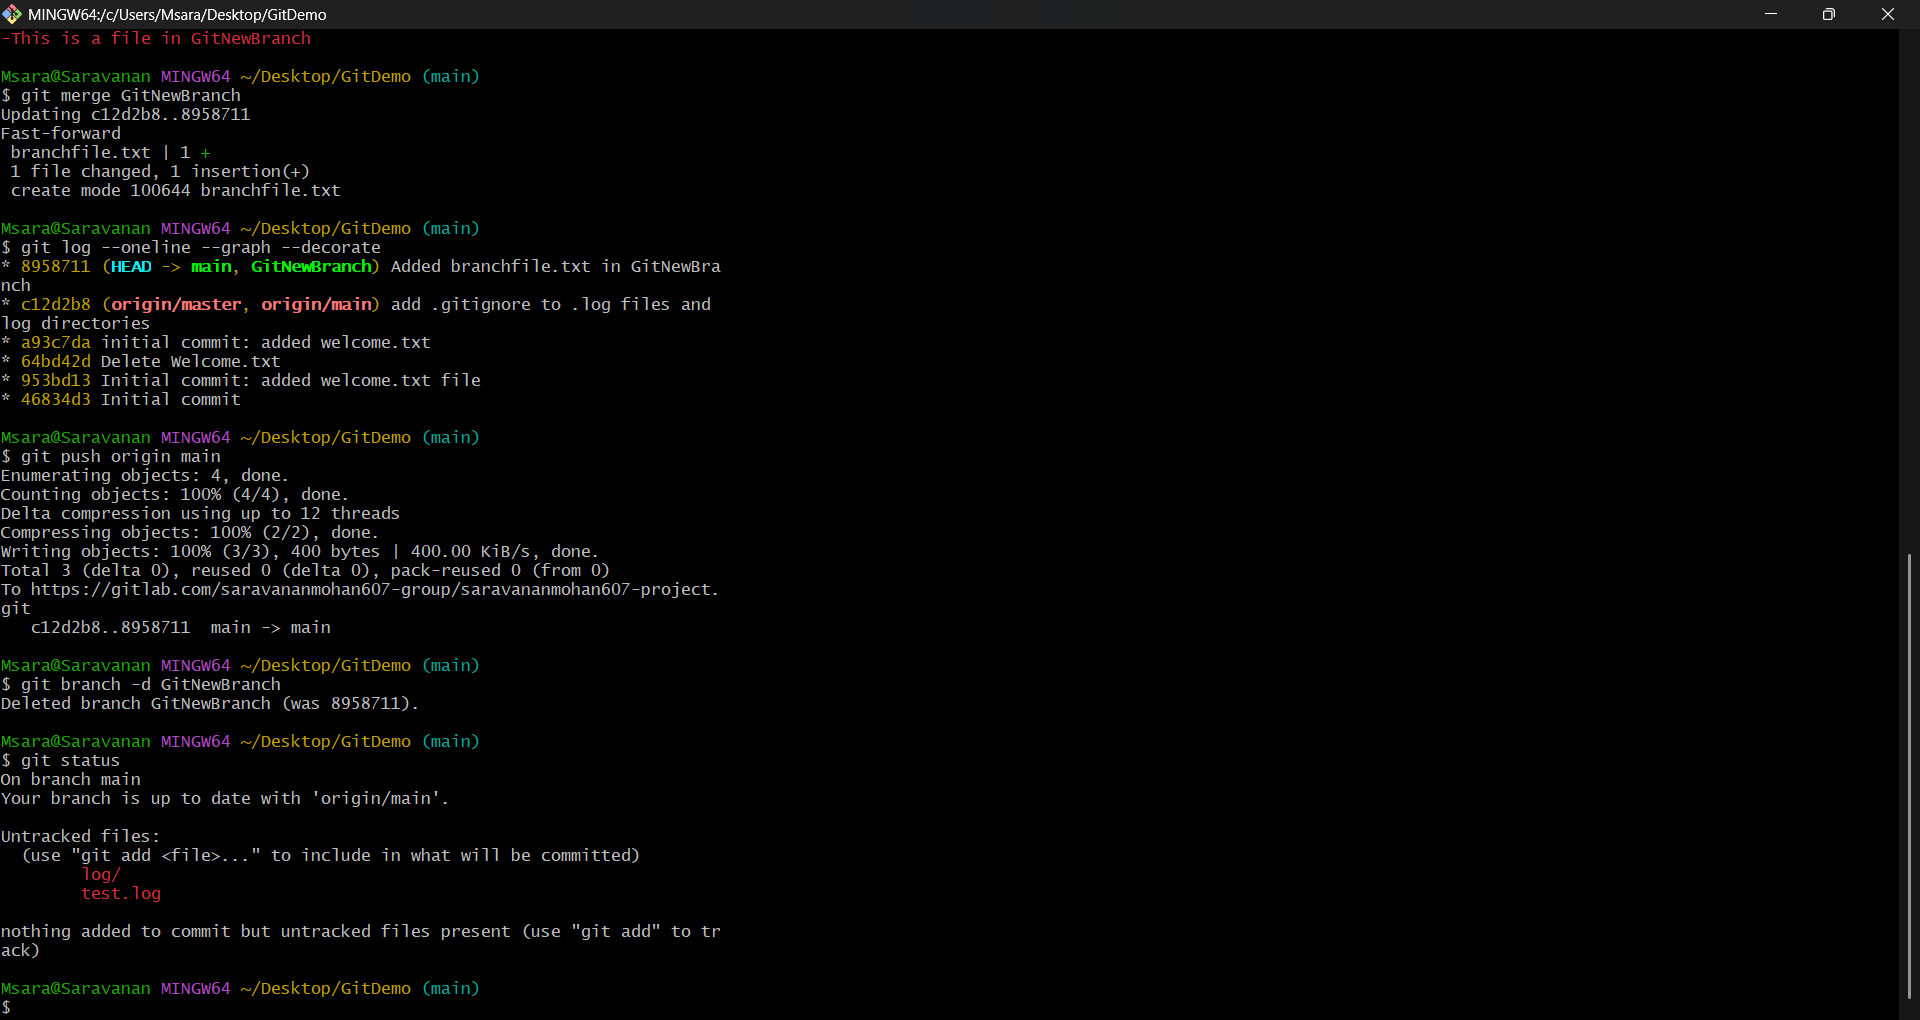 MINGW64:/c/Users/Msara/Desktop/GitDemo
-This is a file in GitNewBranch
Msara@Saravanan MINGW64 ~/Desktop/GitDemo (main)
$ git merge GitNewBranch
Updating c12d2b8..8958711
Fast-forward
 branchfile.txt | 1 +
 1 file changed, 1 insertion(+)
 create mode 100644 branchfile.txt
Msara@Saravanan MINGW64 ~/Desktop/GitDemo (main)
$ git log --oneline --graph --decorate
* 8958711 (HEAD -> main, GitNewBranch) Added branchfile.txt in GitNewBra
nch
* c12d2b8 (origin/master, origin/main) add .gitignore to .log files and
log directories
* a93c7da initial commit: added welcome.txt
* 64bd42d Delete Welcome.txt
* 953bd13 Initial commit: added welcome.txt file
* 46834d3 Initial commit
Msara@Saravanan MINGW64 ~/Desktop/GitDemo (main)
$ git push origin main
Enumerating objects: 4, done.
Counting objects: 100% (4/4), done.
Delta compression using up to 12 threads
Compressing objects: 100% (2/2), done.
Writing objects: 100% (3/3), 400 bytes | 400.00 KiB/s, done.
Total 3 (delta 0), reused 0 (delta 0), pack-reused 0 (from 0)
To https://gitlab.com/saravananmohan607-group/saravananmohan607-project.
git
   c12d2b8..8958711  main -> main
Msara@Saravanan MINGW64 ~/Desktop/GitDemo (main)
$ git branch -d GitNewBranch
Deleted branch GitNewBranch (was 8958711).
Msara@Saravanan MINGW64 ~/Desktop/GitDemo (main)
$ git status
On branch main
Your branch is up to date with 'origin/main'.
Untracked files:
  (use "git add <file>..." to include in what will be committed)
        log/
        test.log
nothing added to commit but untracked files present (use "git add" to tr
ack)
Msara@Saravanan MINGW64 ~/Desktop/GitDemo (main)
$